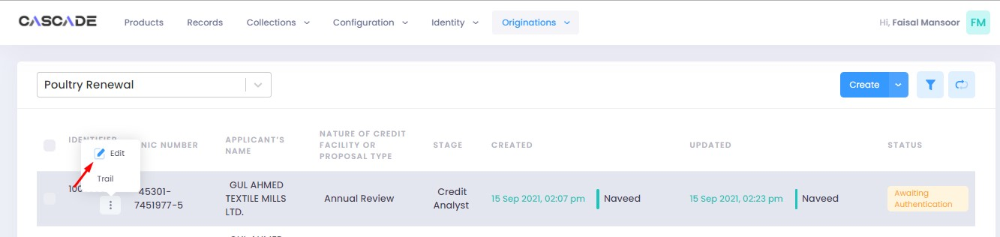 CASCADE Products Records Collections Configuration Identity Originations Hi, Faisal Mansoor FM
Poultry Renewal Create
IDENTIFIER NIC NUMBER APPLICANT'S NAME NATURE OF CREDIT FACILITY OR PROPOSAL TYPE STAGE CREATED UPDATED STATUS
Edit
Trail
45301-7451977-5 GUL AHMED TEXTILE MILLS LTD. Annual Review Credit Analyst 15 Sep 2021, 02:07 pm Naveed 15 Sep 2021, 02:23 pm Naveed Awaiting Authentication